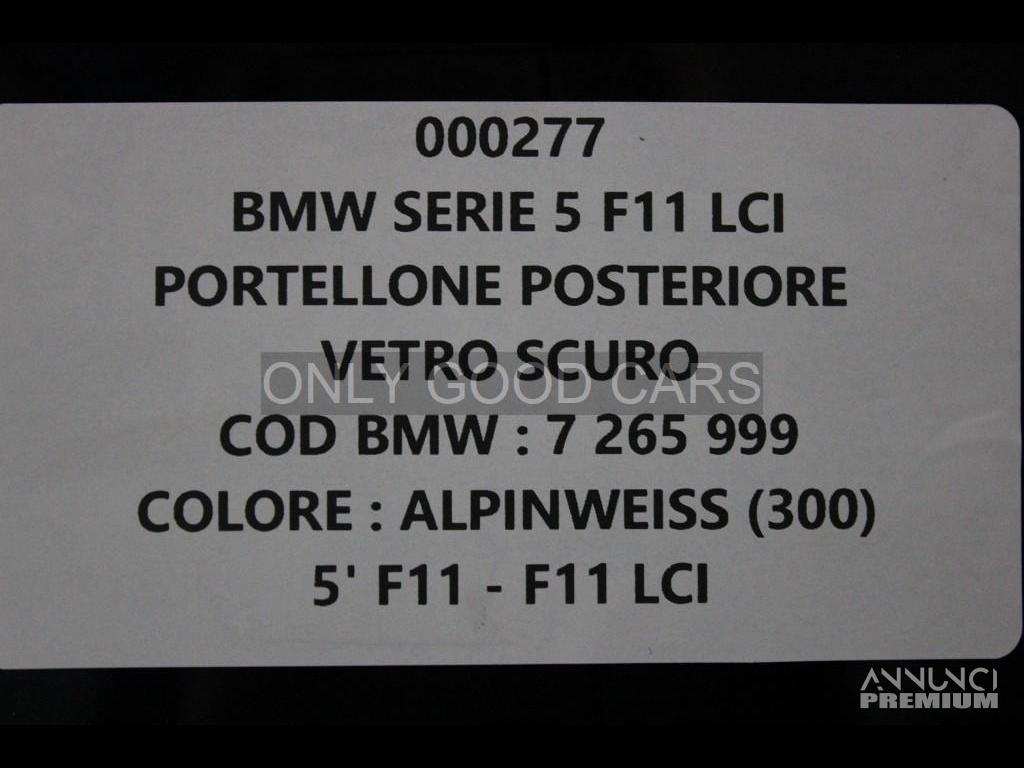 000277
BMW SERIE 5 F11 LCI
PORTELLONE POSTERIORE
VETRO SCURO
ONLY GOOD CARS
COD BMW : 7 265 999
COLORE : ALPINWEISS (300)
5' F11 - F11 LCI
ANNUNCI
PREMIUM